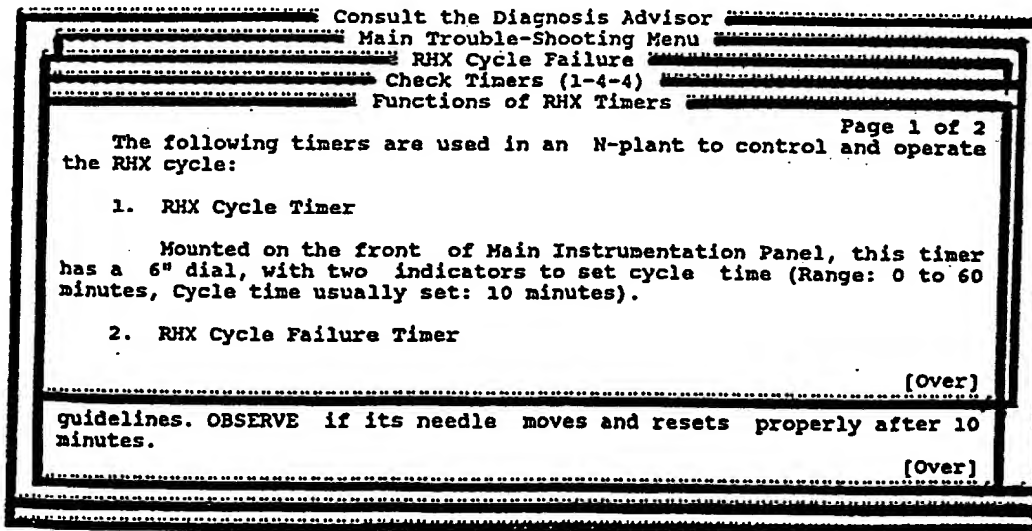 Consult the Diagnosis Advisor
Main Trouble-Shooting Menu
RHX Cycle Failure
Check Timers (1-4-4)
Functions of RHX Timers
Page 1 of 2
The following timers are used in an N-plant to control and operate
the RHX cycle:
1. RHX Cycle Timer
Mounted on the front of Main Instrumentation Panel, this timer
has a 6" dial, with two indicators to set cycle time (Range: 0 to 60
minutes, Cycle time usually set: 10 minutes).
2. RHX Cycle Failure Timer
[Over]
guidelines. OBSERVE if its needle moves and resets properly after 10
minutes.
[Over]